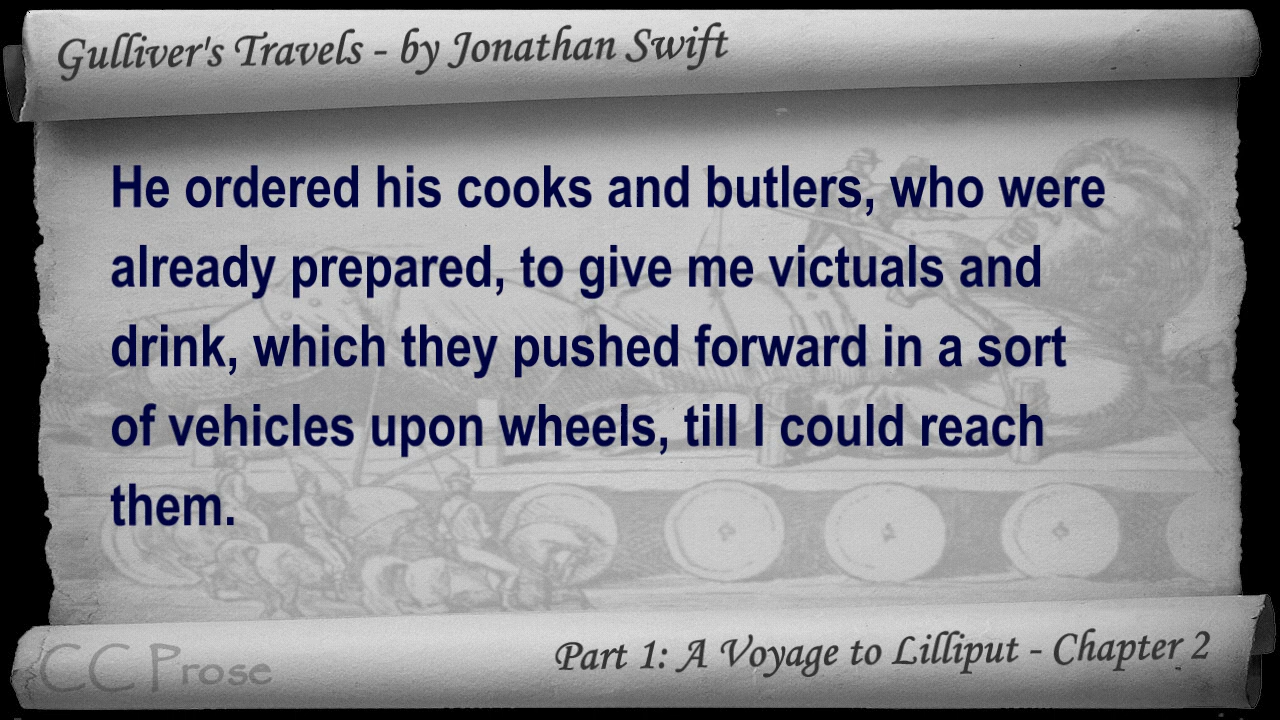 Gulliver's Travels - by Jonathan Swift
He ordered his cooks and butlers, who were
already prepared, to give me victuals and
drink, which they pushed forward in a sort
of vehicles upon wheels, till I could reach
them.
CC Prose
Part 1: A Voyage to Lilliput - Chapter 2